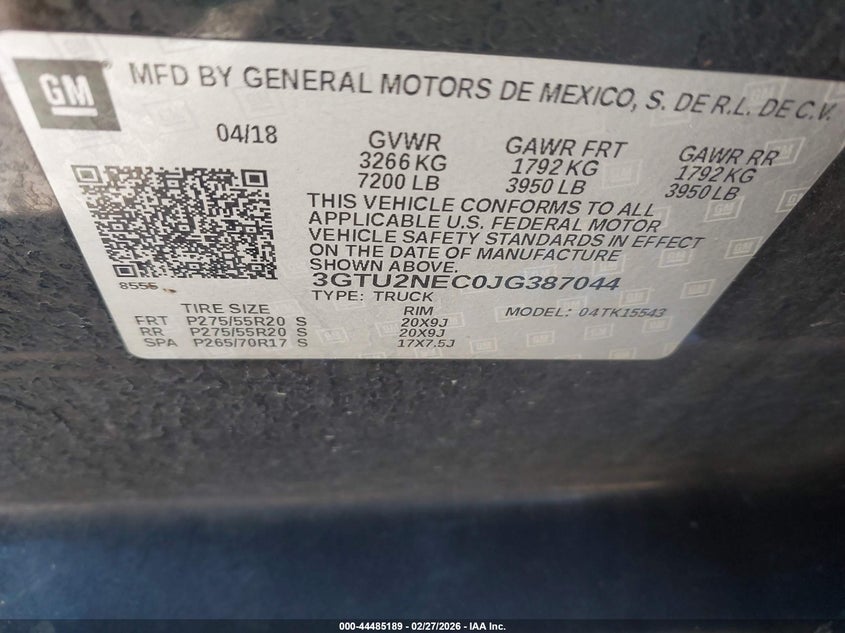 GM
MFD BY GENERAL MOTORS DE MEXICO, S. DE R.L. DE C.V.
04/18 GVWR GAWR FRT GAWR RR
3266 KG 1792 KG 1792 KG
7200 LB 3950 LB 3950 LB
THIS VEHICLE CONFORMS TO ALL
APPLICABLE U.S. FEDERAL MOTOR
VEHICLE SAFETY STANDARDS IN EFFECT
ON THE DATE OF MANUFACTURE
SHOWN ABOVE.
8556 3GTU2NEC0JG387044
TYPE: TRUCK
TIRE SIZE RIM MODEL: 04TK15543
FRT P275/55R20 S 20X9J
RR P275/55R20 S 20X9J
SPA P265/70R17 S 17X7.5J
000-44485189 - 02/27/2026 - IAA Inc.